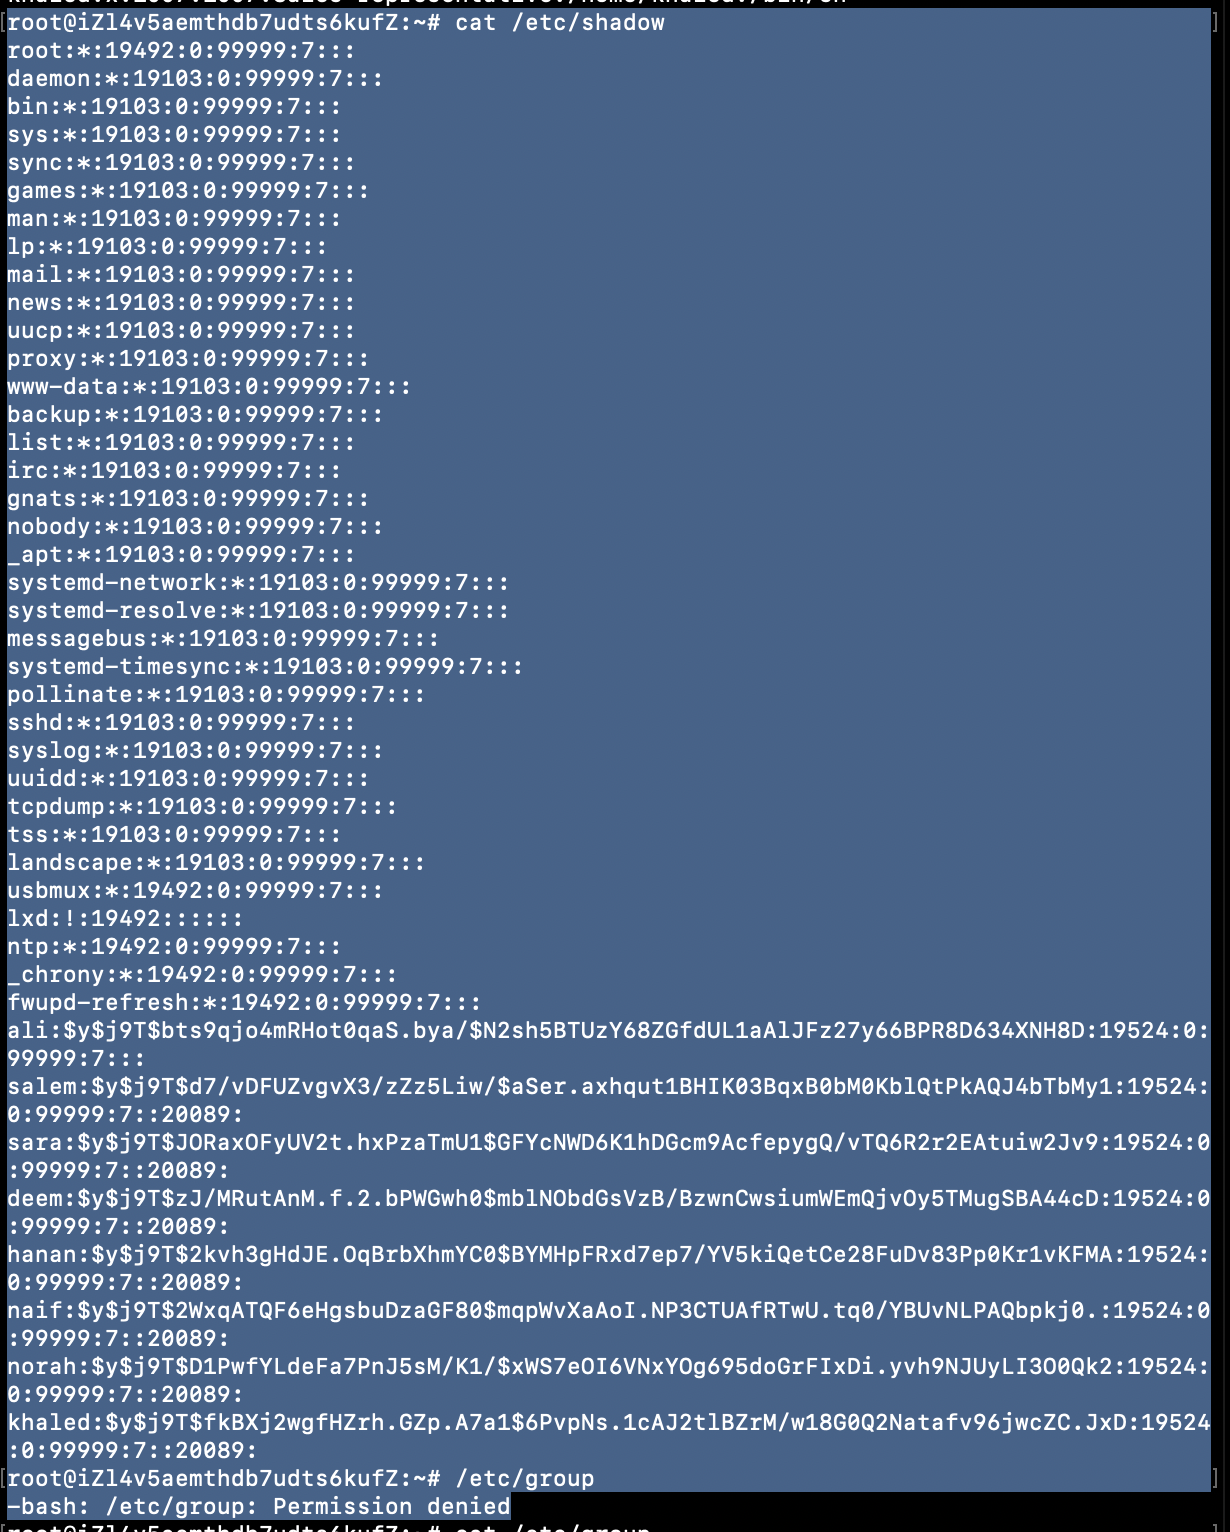 [root@iZl4v5aemthdb7udts6kufZ:~# cat /etc/shadow ]
root:*:19492:0:99999:7:::
daemon:*:19103:0:99999:7:::
bin:*:19103:0:99999:7:::
sys:*:19103:0:99999:7:::
sync:*:19103:0:99999:7:::
games:*:19103:0:99999:7:::
man:*:19103:0:99999:7:::
lp:*:19103:0:99999:7:::
mail:*:19103:0:99999:7:::
news:*:19103:0:99999:7:::
uucp:*:19103:0:99999:7:::
proxy:*:19103:0:99999:7:::
www-data:*:19103:0:99999:7:::
backup:*:19103:0:99999:7:::
list:*:19103:0:99999:7:::
irc:*:19103:0:99999:7:::
gnats:*:19103:0:99999:7:::
nobody:*:19103:0:99999:7:::
_apt:*:19103:0:99999:7:::
systemd-network:*:19103:0:99999:7:::
systemd-resolve:*:19103:0:99999:7:::
messagebus:*:19103:0:99999:7:::
systemd-timesync:*:19103:0:99999:7:::
pollinate:*:19103:0:99999:7:::
sshd:*:19103:0:99999:7:::
syslog:*:19103:0:99999:7:::
uuidd:*:19103:0:99999:7:::
tcpdump:*:19103:0:99999:7:::
tss:*:19103:0:99999:7:::
landscape:*:19103:0:99999:7:::
usbmux:*:19492:0:99999:7:::
lxd:!:19492::::::
ntp:*:19492:0:99999:7:::
_chrony:*:19492:0:99999:7:::
fwupd-refresh:*:19492:0:99999:7:::
ali:$y$j9T$bts9qjo4mRHot0qaS.bya/$N2sh5BTUzY68ZGfdUL1aAlJFz27y66BPR8D634XNH8D:19524:0:
99999:7:::
salem:$y$j9T$d7/vDFUZvgvX3/zZz5Liw/$aSer.axhqut1BHIK03BqxB0bM0KblQtPkAQJ4bTbMy1:19524:
0:99999:7::20089:
sara:$y$j9T$JORaxOFyUV2t.hxPzaTmU1$GFYcNWD6K1hDGcm9AcfepygQ/vTQ6R2r2EAtuiw2Jv9:19524:0
:99999:7::20089:
deem:$y$j9T$zJ/MRutAnM.f.2.bPWGwh0$mblNObdGsVzB/BzwnCwsiumWEmQjvOy5TMugSBA44cD:19524:0
:99999:7::20089:
hanan:$y$j9T$2kvh3gHdJE.OqBrbXhmYC0$BYMHpFRxd7ep7/YV5kiQetCe28FuDv83Pp0Kr1vKFMA:19524:
0:99999:7::20089:
naif:$y$j9T$2WxqATQF6eHgsbuDzaGF80$mqpWvXaAoI.NP3CTUAfRTwU.tq0/YBUvNLPAQbpkj0.:19524:0
:99999:7::20089:
norah:$y$j9T$D1PwfYLdeFa7PnJ5sM/K1/$xWS7eOI6VNxYOg695doGrFIxDi.yvh9NJUyLI3O0Qk2:19524:
0:99999:7::20089:
khaled:$y$j9T$fkBXj2wgfHZrh.GZp.A7a1$6PvpNs.1cAJ2tlBZrM/w18G0Q2Natafv96jwcZC.JxD:19524
:0:99999:7::20089:
[root@iZl4v5aemthdb7udts6kufZ:~# /etc/group ]
-bash: /etc/group: Permission denied
root@iZl4v5aemthdb7udts6kufZ:~# cat /etc/group